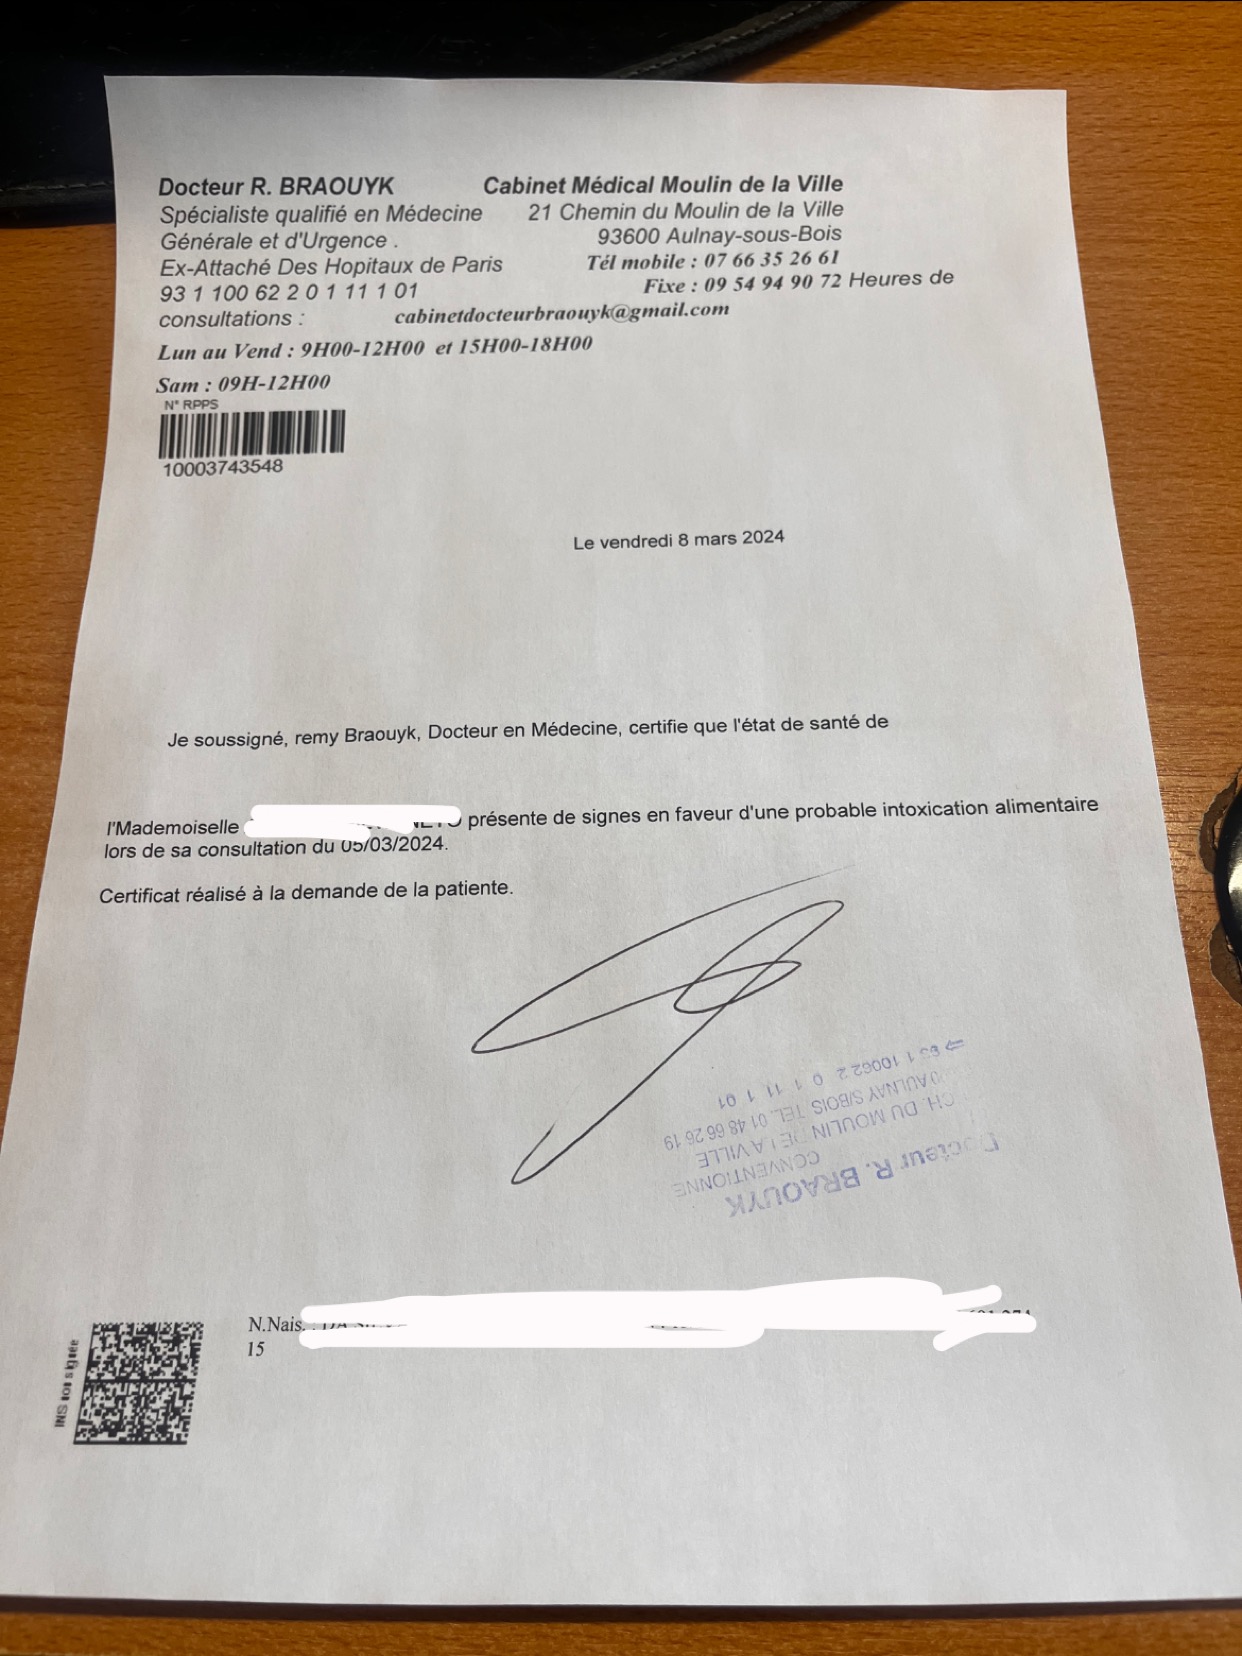 Docteur R. BRAOUYK Cabinet Médical Moulin de la Ville
Spécialiste qualifié en Médecine 21 Chemin du Moulin de la Ville
Générale et d'Urgence . 93600 Aulnay-sous-Bois
Ex-Attaché Des Hopitaux de Paris Tél mobile : 07 66 35 26 61
93 1 100 62 2 0 1 11 1 01 Fixe : 09 54 94 90 72 Heures de
consultations : cabinetdocteurbraouyk@gmail.com
Lun au Vend : 9H00-12H00 et 15H00-18H00
Sam : 09H-12H00
N° RPPS
10003743548
Le vendredi 8 mars 2024
Je soussigné, remy Braouyk, Docteur en Médecine, certifie que l'état de santé de
l'Mademoiselle présente de signes en faveur d'une probable intoxication alimentaire
lors de sa consultation du 05/03/2024.
Certificat réalisé à la demande de la patiente.
Docteur R. BRAOUYK
CONVENTIONNE
CH. DU MOULIN DE LA VILLE
AULNAY S/BOIS TEL. 01 48 66 26 19
1 10062 2 0 1 11 1 01
INS non signée
N.Nais. :
15